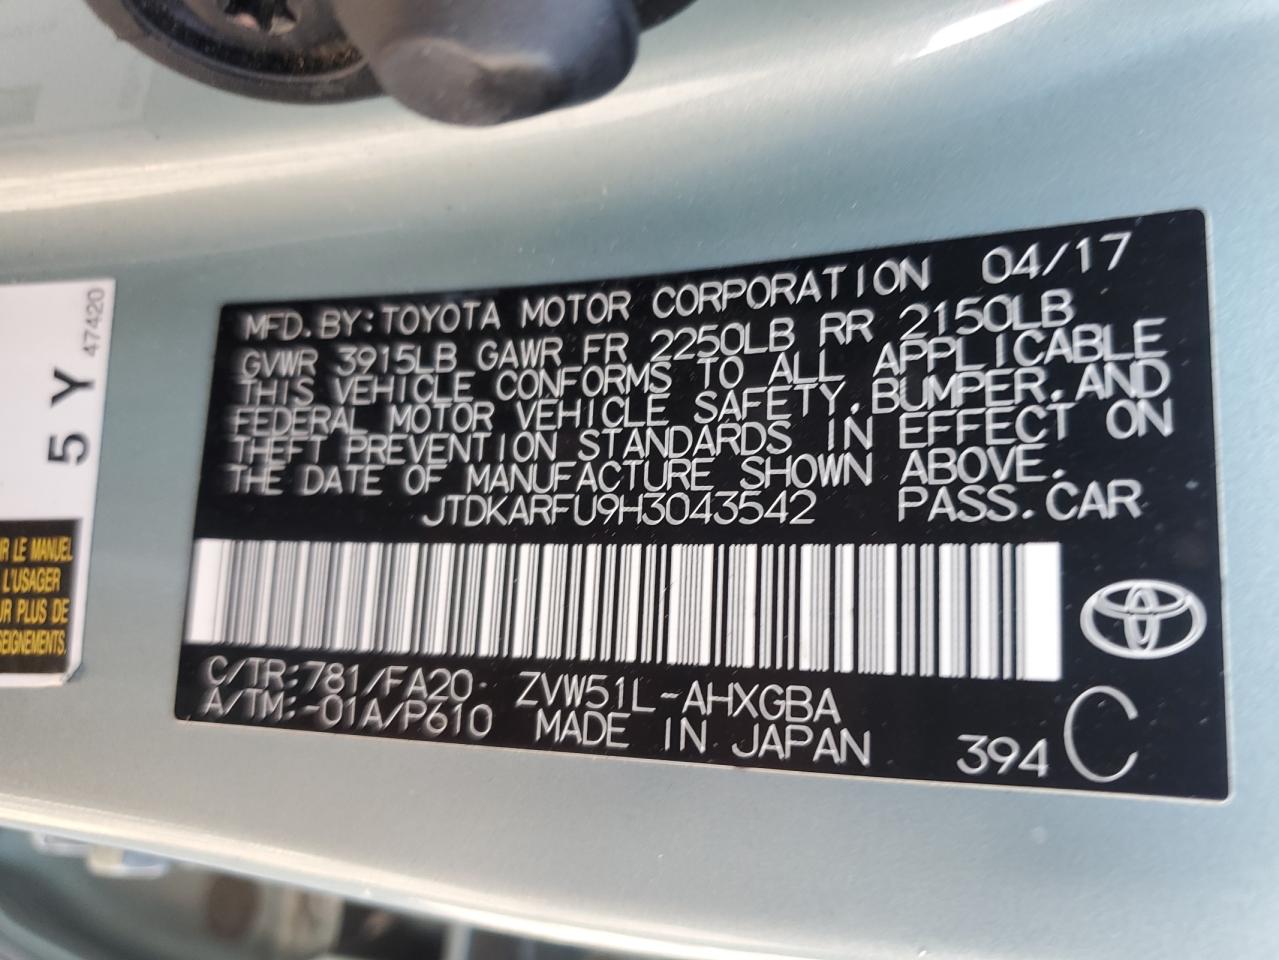 MFD.BY:TOYOTA MOTOR CORPORATION 04/17
GVWR 3915LB GAWR FR 2250LB RR 2150LB
THIS VEHICLE CONFORMS TO ALL APPLICABLE
FEDERAL MOTOR VEHICLE SAFETY,BUMPER,AND
THEFT PREVENTION STANDARDS IN EFFECT ON
THE DATE OF MANUFACTURE SHOWN ABOVE.
JTDKARFU9H3043542 PASS.CAR
C/TR:781/FA20- ZVW51L-AHXGBA
A/TM:-01A/P610 MADE IN JAPAN 394 C
5 Y
47420
LE MANUEL
L'USAGER
PLUS DE